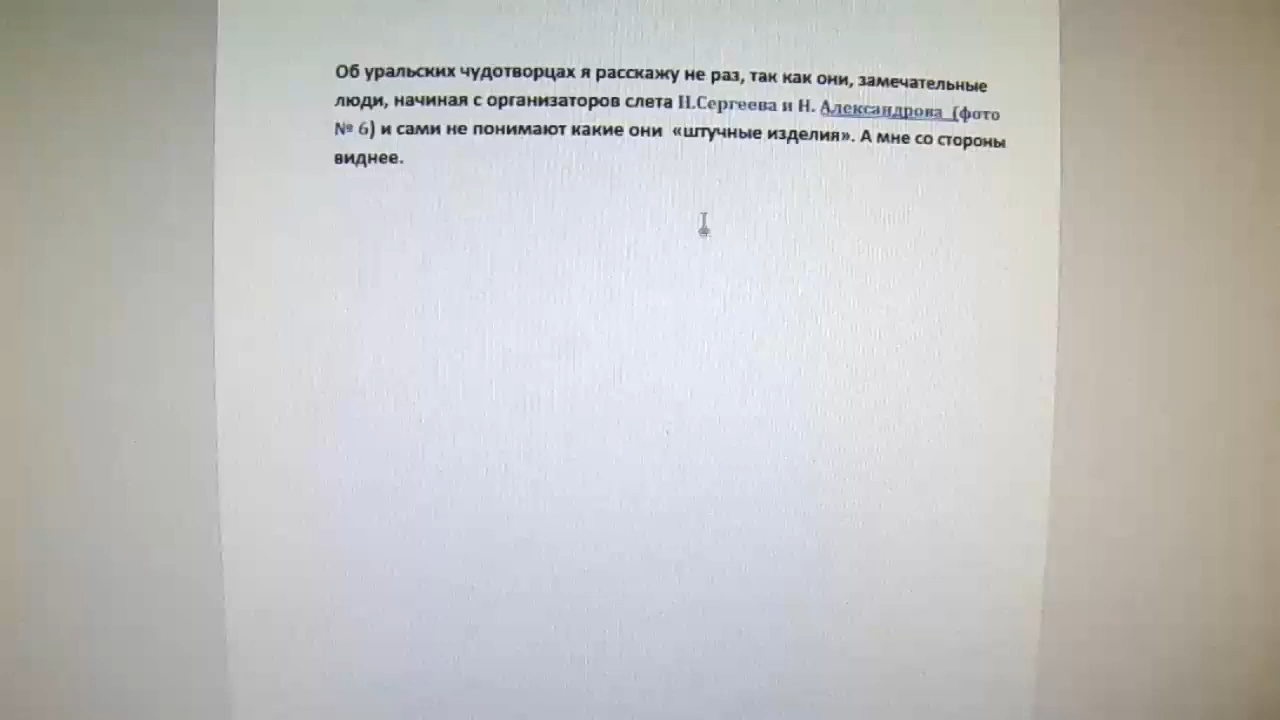 Об уральских чудотворцах я расскажу не раз, так как они, замечательные
люди, начиная с организаторов слета П.Сергеева и Н. Александрова (фото
№ 6) и сами не понимают какие они «штучные изделия». А мне со стороны
виднее.